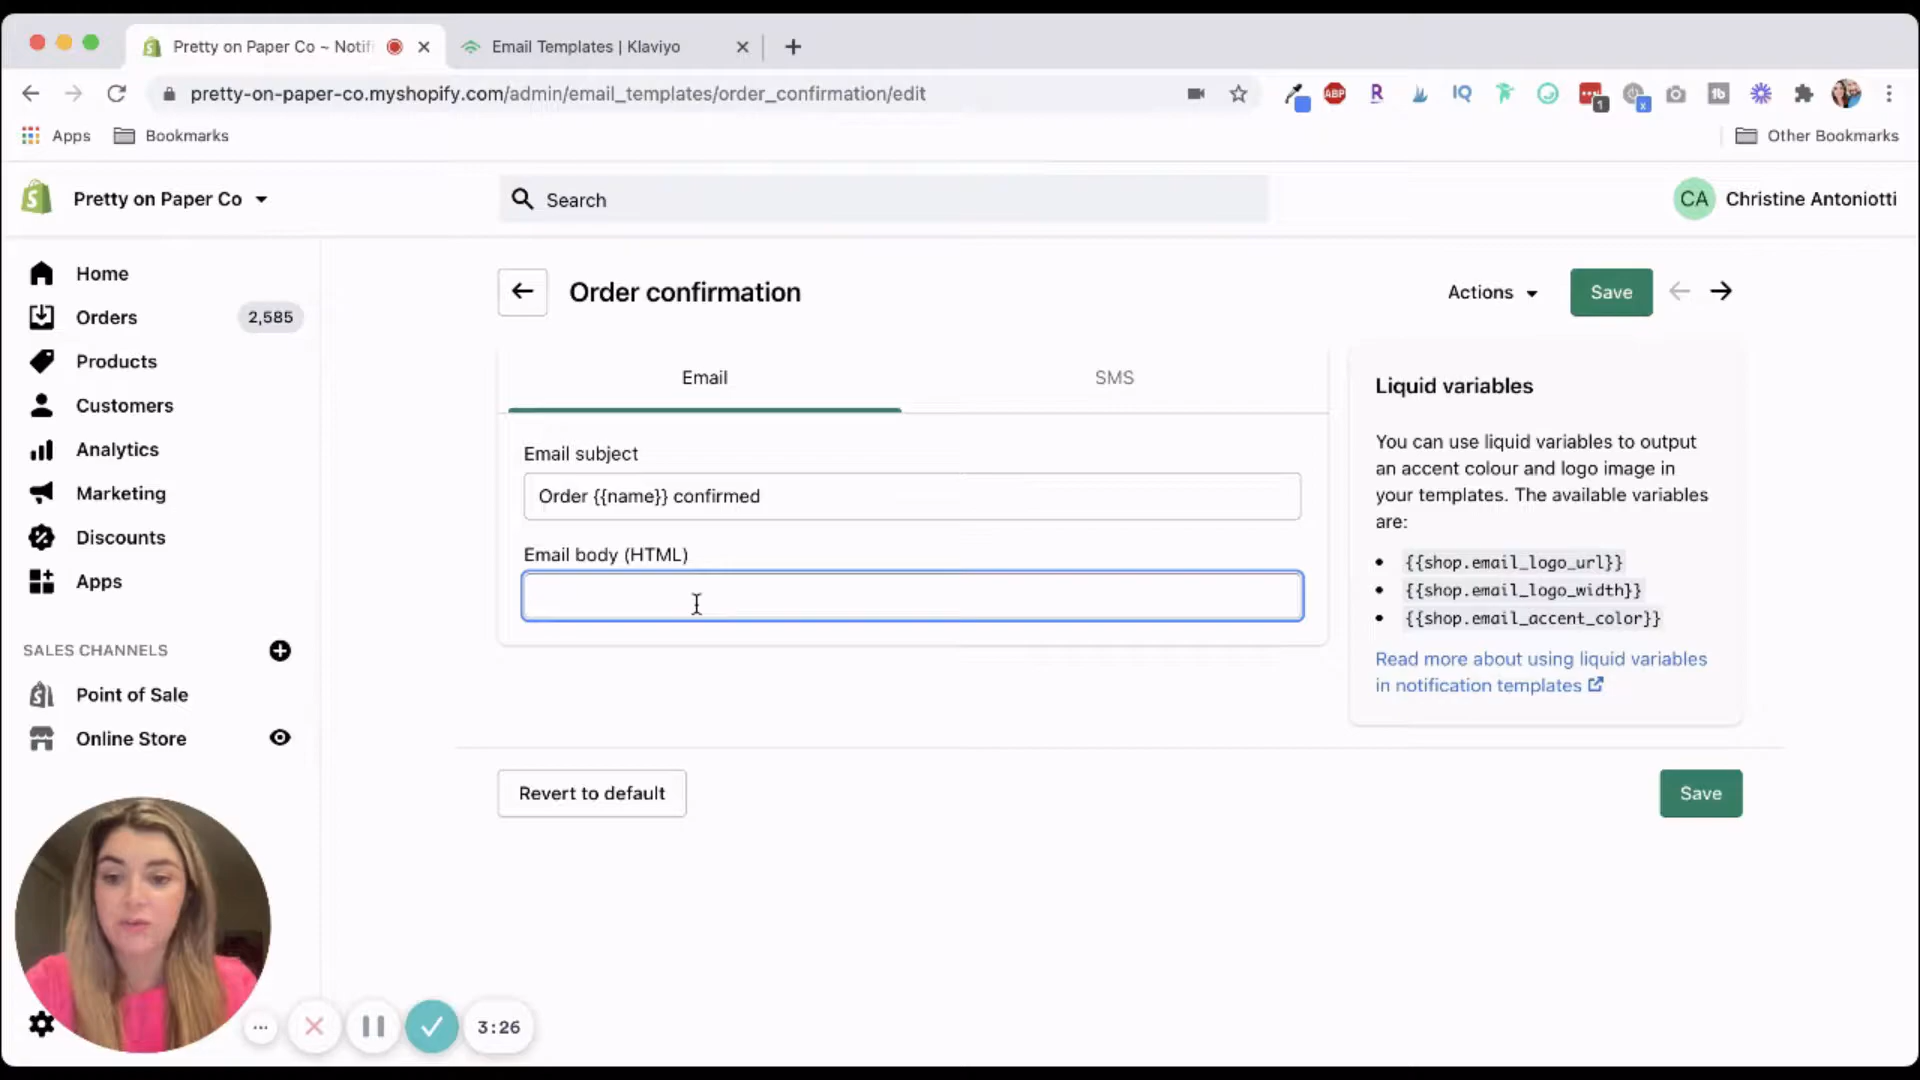 Pretty on Paper Co ~ Notifi
Email Templates | Klaviyo
pretty-on-paper-co.myshopify.com/admin/email_templates/order_confirmation/edit
ABP
R
IQ
1
x
tb
Apps
Bookmarks
Other Bookmarks
Pretty on Paper Co
Search
CA
Christine Antoniotti
Home
Orders
2,585
Products
Customers
Analytics
Marketing
Discounts
Apps
SALES CHANNELS
Point of Sale
Online Store
Order confirmation
Actions
Save
Email
SMS
Email subject
Order {{name}} confirmed
Email body (HTML)
Liquid variables
You can use liquid variables to output
an accent colour and logo image in
your templates. The available variables
are:
• {{shop.email_logo_url}}
• {{shop.email_logo_width}}
• {{shop.email_accent_color}}
Read more about using liquid variables
in notification templates
Revert to default
Save
3:26